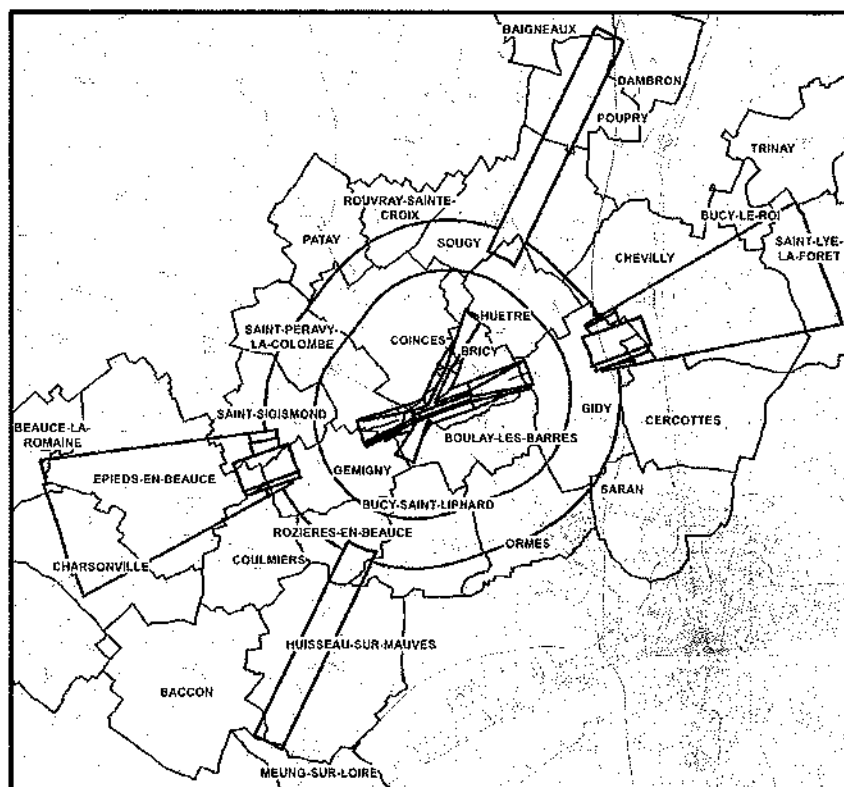 BAIGNEAUX
DAMBRON
POUPRY
TRINAY
ROUVRAY-SAINTE-
CROIX
BUCY-LE-ROI
PATAY
SOUGY
SAINT-LYE-
LA-FORET
CHEVILLY
HUETRE
SAINT-PERAVY-
LA-COLOMBE
COINCES
BRICY
SAINT-SIGISMOND
GIDY
CERCOTTES
BEAUCE-LA-
ROMAINE
BOULAY-LES-BARRES
GEMIGNY
EPIEDS-EN-BEAUCE
SARAN
BUCY-SAINT-LIPHARD
ROZIERES-EN-BEAUCE
ORMES
COULMIERS
CHARSONVILLE
HUISSEAU-SUR-MAUVES
BACCON
MEUNG-SUR-LOIRE